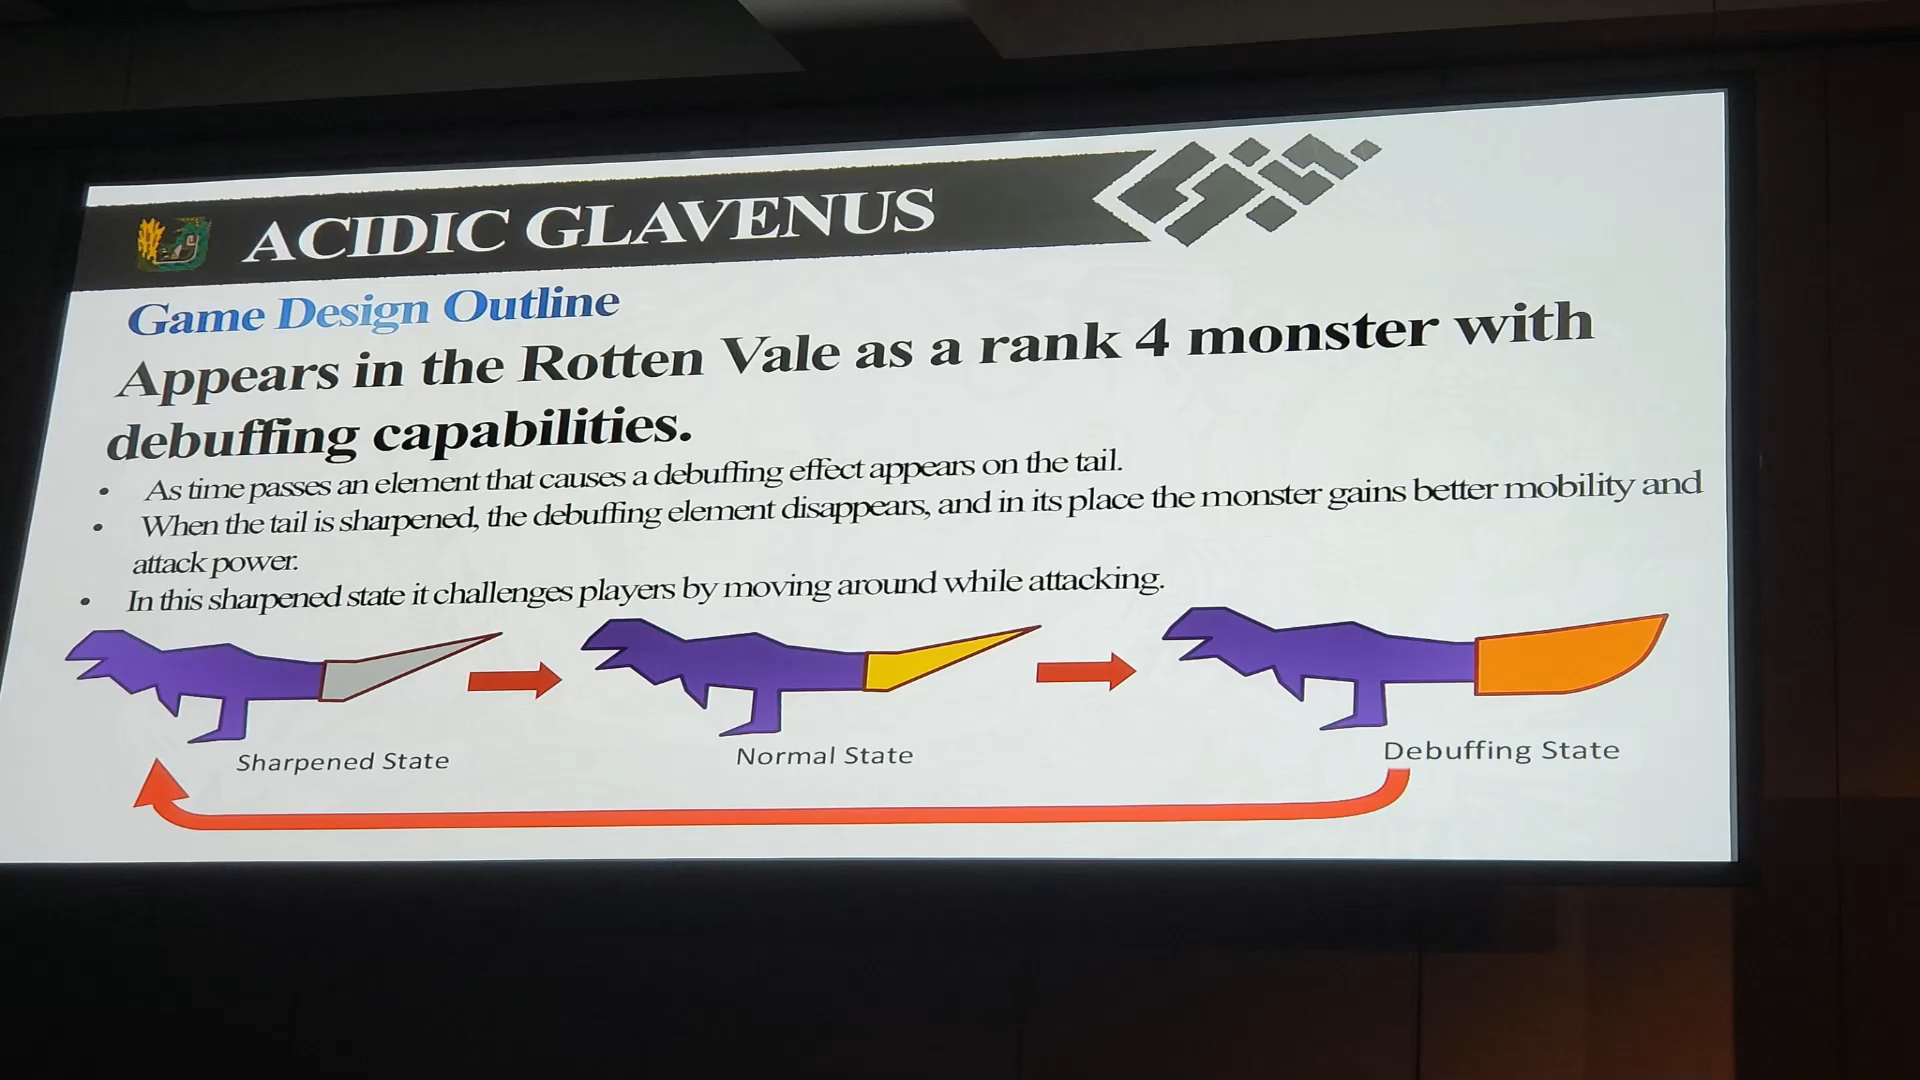 ACIDIC GLAVENUS
Game Design Outline
Appears in the Rotten Vale as a rank 4 monster with
debuffing capabilities.
• As time passes an element that causes a debuffing effect appears on the tail.
• When the tail is sharpened, the debuffing element disappears, and in its place the monster gains better mobility and
attack power.
• In this sharpened state it challenges players by moving around while attacking.
Sharpened State
Normal State
Debuffing State